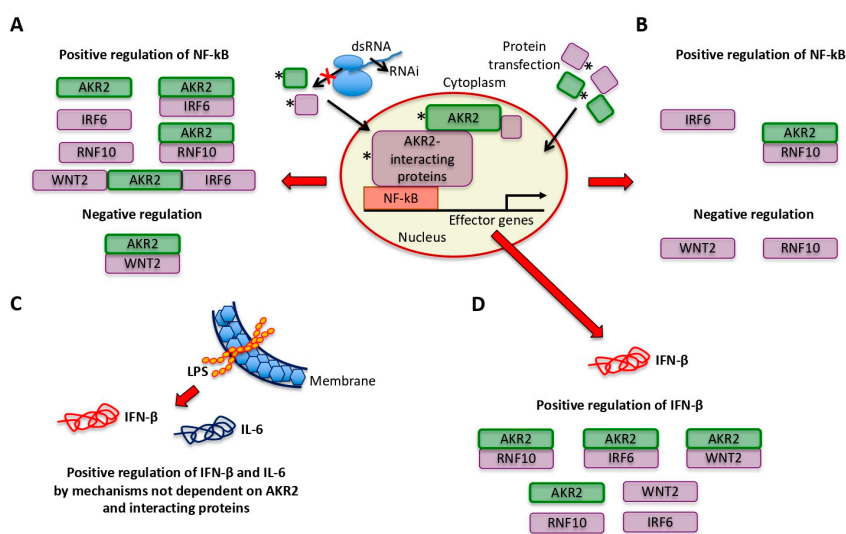 A
Positive regulation of NF-kB
AKR2
AKR2
IRF6
IRF6
AKR2
RNF10
RNF10
WNT2 AKR2 IRF6
Negative regulation
AKR2
WNT2
dsRNA
RNAi
*
*
Protein
transfection
*
*
Cytoplasm
* AKR2
*
AKR2-
interacting
proteins
NF-kB
Effector genes
Nucleus
B
Positive regulation of NF-kB
IRF6
AKR2
RNF10
Negative regulation
WNT2 RNF10
C
LPS
Membrane
IFN-β
IL-6
Positive regulation of IFN-β and IL-6
by mechanisms not dependent on AKR2
and interacting proteins
D
IFN-β
Positive regulation of IFN-β
AKR2 AKR2 AKR2
RNF10 IRF6 WNT2
AKR2 WNT2
RNF10 IRF6